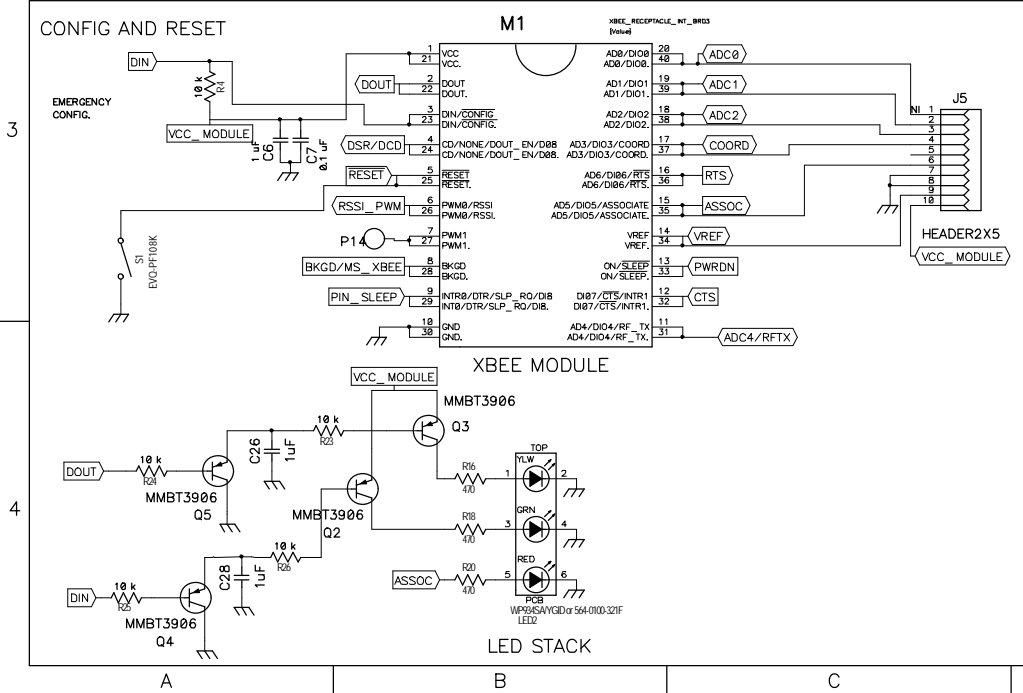 CONFIG AND RESET
M1
XBEE_RECEPTACLE_INT_BRD3
{Value}
DIN
10 k
R4
EMERGENCY
CONFIG.
VCC_MODULE
C6
1 uF
C7
0.1 uF
3
DOUT
DSR/DCD
RESET
RSSI_PWM
P14
BKGD/MS_XBEE
PIN_SLEEP
S1
EVQ-PF108K
1 VCC
21 VCC.
2 DOUT
22 DOUT.
3 DIN/CONFIG
23 DIN/CONFIG.
4 CD/NONE/DOUT_EN/DO8
24 CD/NONE/DOUT_EN/DO8.
5 RESET
25 RESET.
6 PWM0/RSSI
26 PWM0/RSSI.
7 PWM1
27 PWM1.
8 BKGD
28 BKGD.
9 INTR0/DTR/SLP_RQ/DI8
29 INT0/DTR/SLP_RQ/DI8.
10 GND
30 GND.
AD0/DIO0 20
AD0/DIO0. 40
AD1/DIO1 19
AD1/DIO1. 39
AD2/DIO2 18
AD2/DIO2. 38
AD3/DIO3/COORD 17
AD3/DIO3/COORD. 37
AD6/DIO6/RTS 16
AD6/DIO6/RTS. 36
AD5/DIO5/ASSOCIATE 15
AD5/DIO5/ASSOCIATE. 35
VREF 14
VREF. 34
ON/SLEEP 13
ON/SLEEP. 33
DIO7/CTS/INTR1 12
DIO7/CTS/INTR1. 32
AD4/DIO4/RF_TX 11
AD4/DIO4/RF_TX. 31
ADC0
ADC1
ADC2
COORD
RTS
ASSOC
VREF
PWRDN
CTS
ADC4/RFTX
J5
NI 1
2
3
4
5
6
7
8
9
10
HEADER2X5
VCC_MODULE
XBEE MODULE
4
VCC_MODULE
MMBT3906
Q3
10 k
R23
C26
1uF
DOUT
10 k
R24
MMBT3906
Q5
MMBT3906
Q2
10 k
R26
C28
1uF
DIN
10 k
R25
MMBT3906
Q4
TOP
YLW
R16
470
1
2
GRN
R18
470
3
4
RED
ASSOC
R20
470
5
6
PCB
WP934SA/YGID or 564-0100-321F
LED2
LED STACK
A
B
C